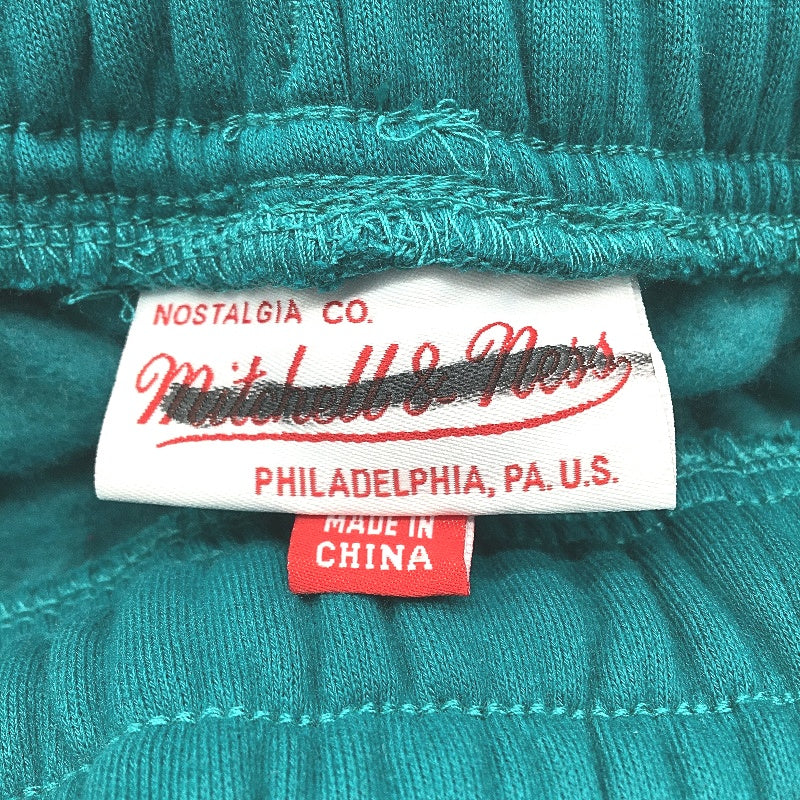 NOSTALGIA CO.
Mitchell & Ness
PHILADELPHIA, PA. U.S.
MADE IN
CHINA